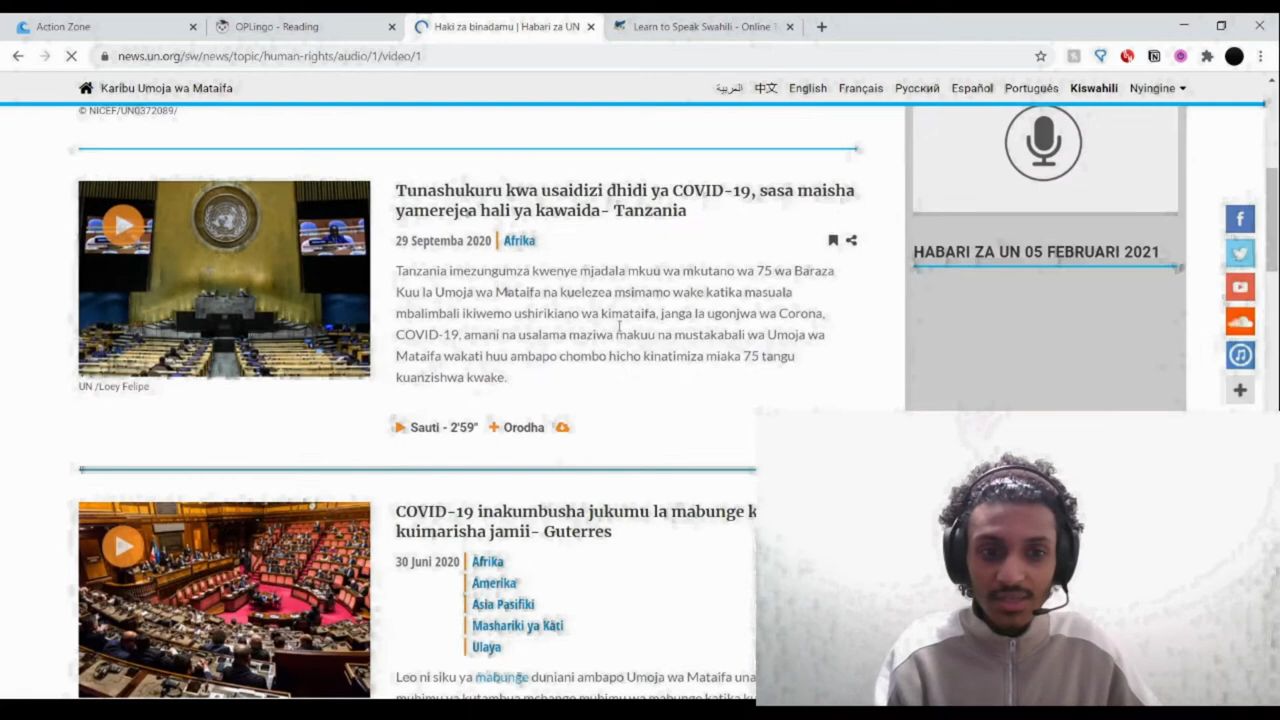 Action Zone
OPLingo - Reading
Haki za binadamu | Habari za UN
Learn to Speak Swahili - Online T
news.un.org/sw/news/topic/human-rights/audio/1/video/1
Karibu Umoja wa Mataifa
العربية 中文 English Français Русский Español Português Kiswahili Nyingine
© NICEF/UN0372089/
Tunashukuru kwa usaidizi dhidi ya COVID-19, sasa maisha
yamerejea hali ya kawaida- Tanzania
29 Septemba 2020 | Afrika
Tanzania imezungumza kwenye mjadala mkuu wa mkutano wa 75 wa Baraza
Kuu la Umoja wa Mataifa na kuelezea msimamo wake katika masuala
mbalimbali ikiwemo ushirikiano wa kimataifa, janga la ugonjwa wa Corona,
COVID-19, amani na usalama maziwa makuu na mustakabali wa Umoja wa
Mataifa wakati huu ambapo chombo hicho kinatimiza miaka 75 tangu
kuanzishwa kwake.
Sauti - 2'59" + Orodha
UN /Loey Felipe
HABARI ZA UN 05 FEBRUARI 2021
COVID-19 inakumbusha jukumu la mabunge k
kuimarisha jamii- Guterres
30 Juni 2020
Afrika
Amerika
Asia Pasifiki
Mashariki ya Kati
Ulaya
Leo ni siku ya mabunge duniani ambapo Umoja wa Mataifa una